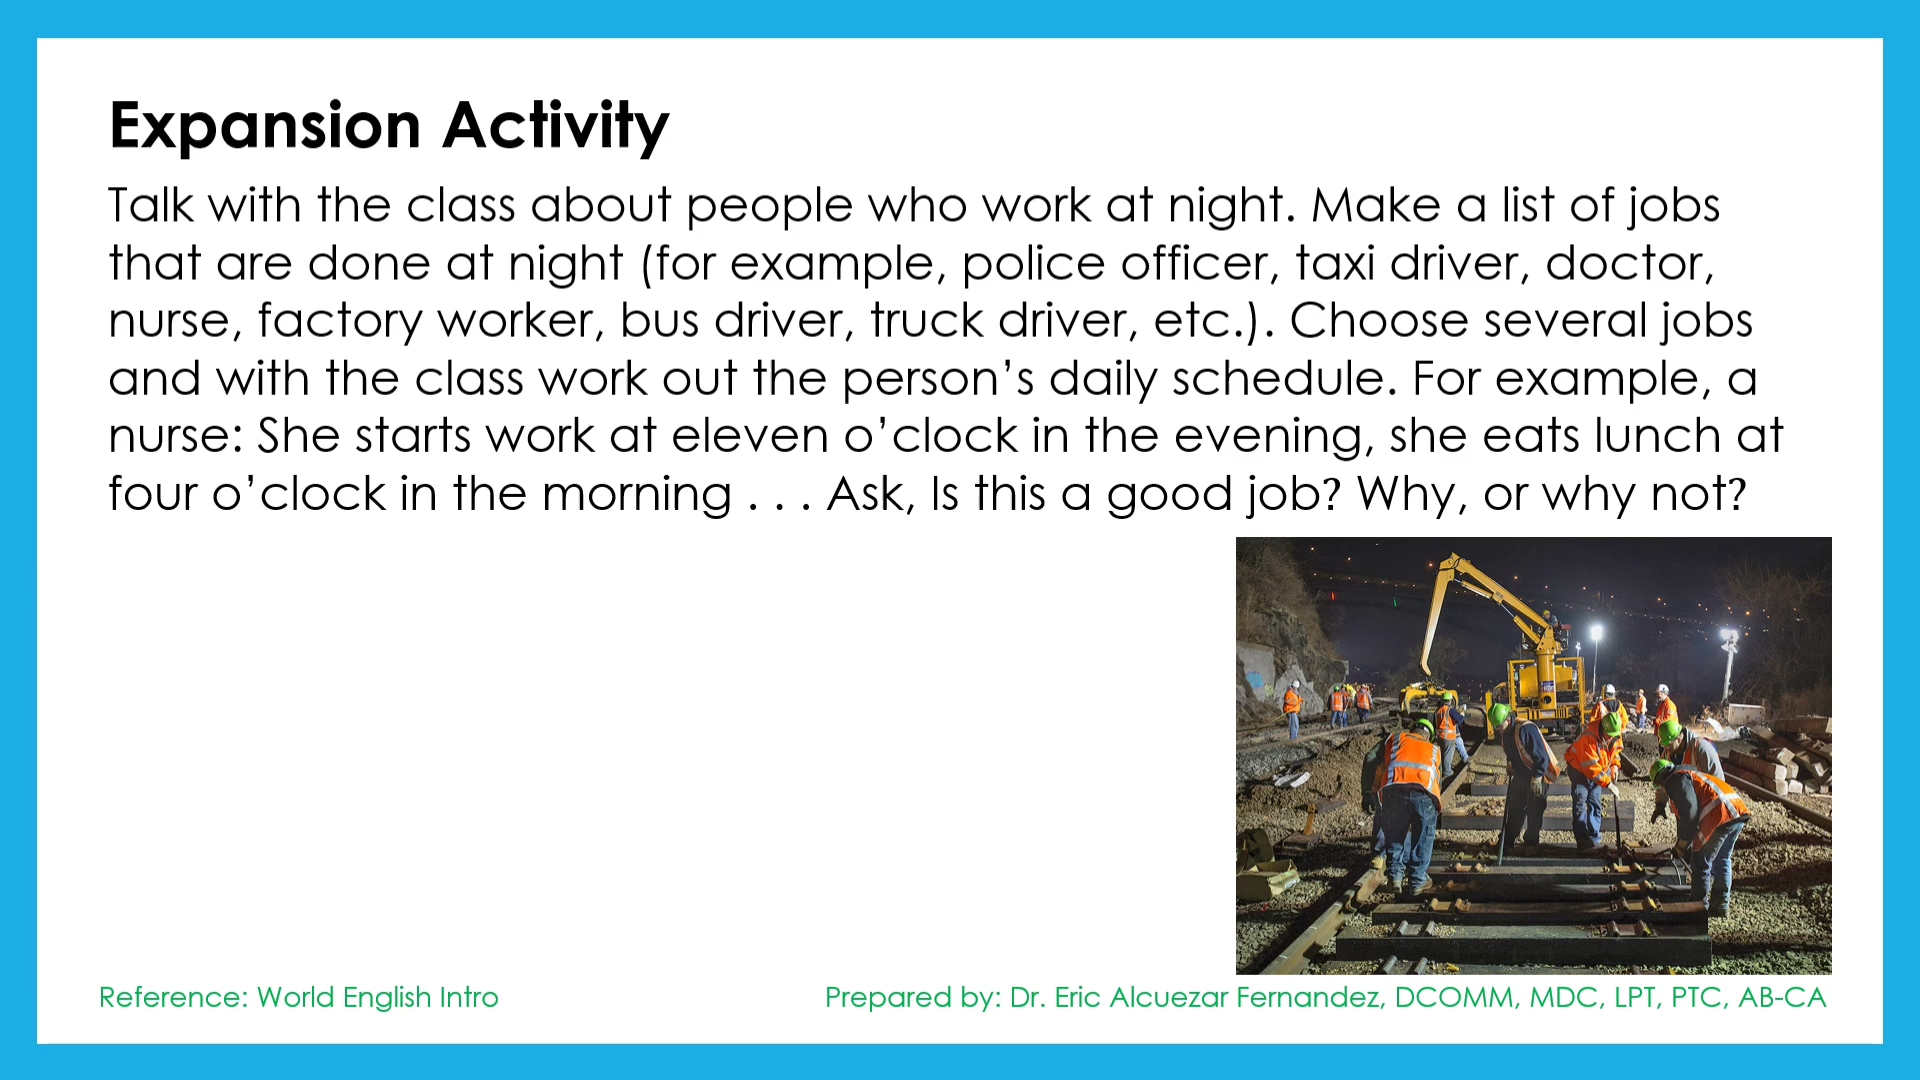 Expansion Activity
Talk with the class about people who work at night. Make a list of jobs
that are done at night (for example, police officer, taxi driver, doctor,
nurse, factory worker, bus driver, truck driver, etc.). Choose several jobs
and with the class work out the person’s daily schedule. For example, a
nurse: She starts work at eleven o’clock in the evening, she eats lunch at
four o’clock in the morning . . . Ask, Is this a good job? Why, or why not?
Reference: World English Intro
Prepared by: Dr. Eric Alcuezar Fernandez, DCOMM, MDC, LPT, PTC, AB-CA